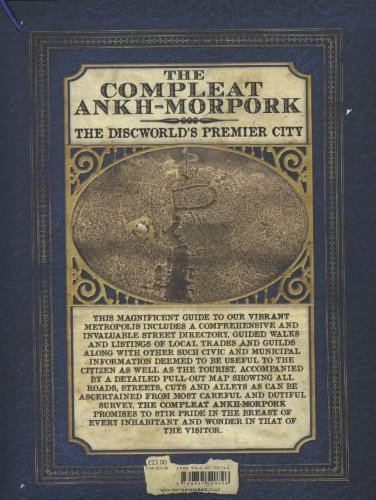 THE
COMPLEAT
ANKH-MORPORK
THE DISCWORLD'S PREMIER CITY
THIS MAGNIFICENT GUIDE TO OUR VIBRANT
METROPOLIS INCLUDES A COMPREHENSIVE AND
INVALUABLE STREET DIRECTORY, GUIDED WALKS
AND LISTINGS OF LOCAL TRADES AND GUILDS
ALONG WITH OTHER SUCH CIVIC AND MUNICIPAL
INFORMATION DEEMED TO BE USEFUL TO THE
CITIZEN AS WELL AS THE TOURIST. ACCOMPANIED
BY A DETAILED PULL-OUT MAP SHOWING ALL
ROADS, STREETS, CUTS AND ALLEYS AS CAN BE
ASCERTAINED FROM MOST CAREFUL AND DUTIFUL
SURVEY, THE COMPLEAT ANKH-MORPORK
PROMISES TO STIR PRIDE IN THE BREAST OF
EVERY INHABITANT AND WONDER IN THAT OF
THE VISITOR.
£25.00
ISBN